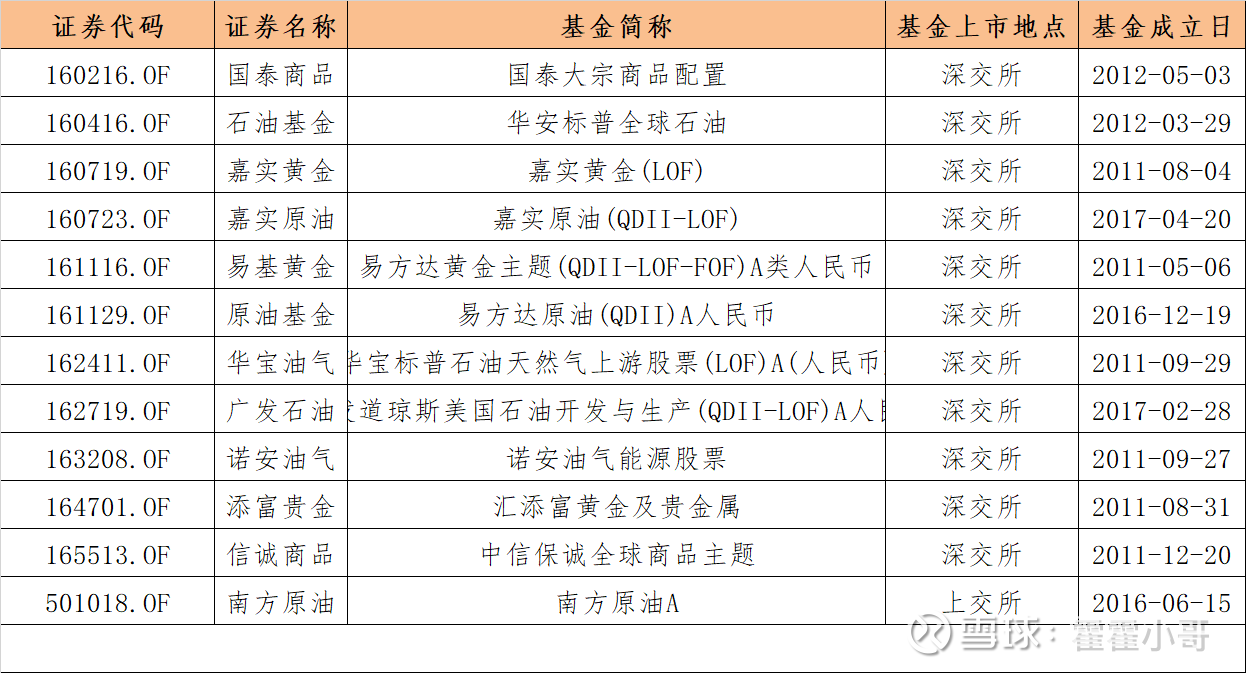 证券代码 证券名称 基金简称 基金上市地点 基金成立日
160216.OF 国泰商品 国泰大宗商品配置 深交所 2012-05-03
160416.OF 石油基金 华安标普全球石油 深交所 2012-03-29
160719.OF 嘉实黄金 嘉实黄金(LOF) 深交所 2011-08-04
160723.OF 嘉实原油 嘉实原油(QDII-LOF) 深交所 2017-04-20
161116.OF 易基黄金 易方达黄金主题(QDII-LOF-FOF)A类人民币 深交所 2011-05-06
161129.OF 原油基金 易方达原油(QDII)A人民币 深交所 2016-12-19
162411.OF 华宝油气 华宝标普石油天然气上游股票(LOF)A(人民币) 深交所 2011-09-29
162719.OF 广发石油 道琼斯美国石油开发与生产(QDII-LOF)A人 深交所 2017-02-28
163208.OF 诺安油气 诺安油气能源股票 深交所 2011-09-27
164701.OF 添富贵金 汇添富黄金及贵金属 深交所 2011-08-31
165513.OF 信诚商品 中信保诚全球商品主题 深交所 2011-12-20
501018.OF 南方原油 南方原油A 上交所 2016-06-15
雪球：霍霍小哥